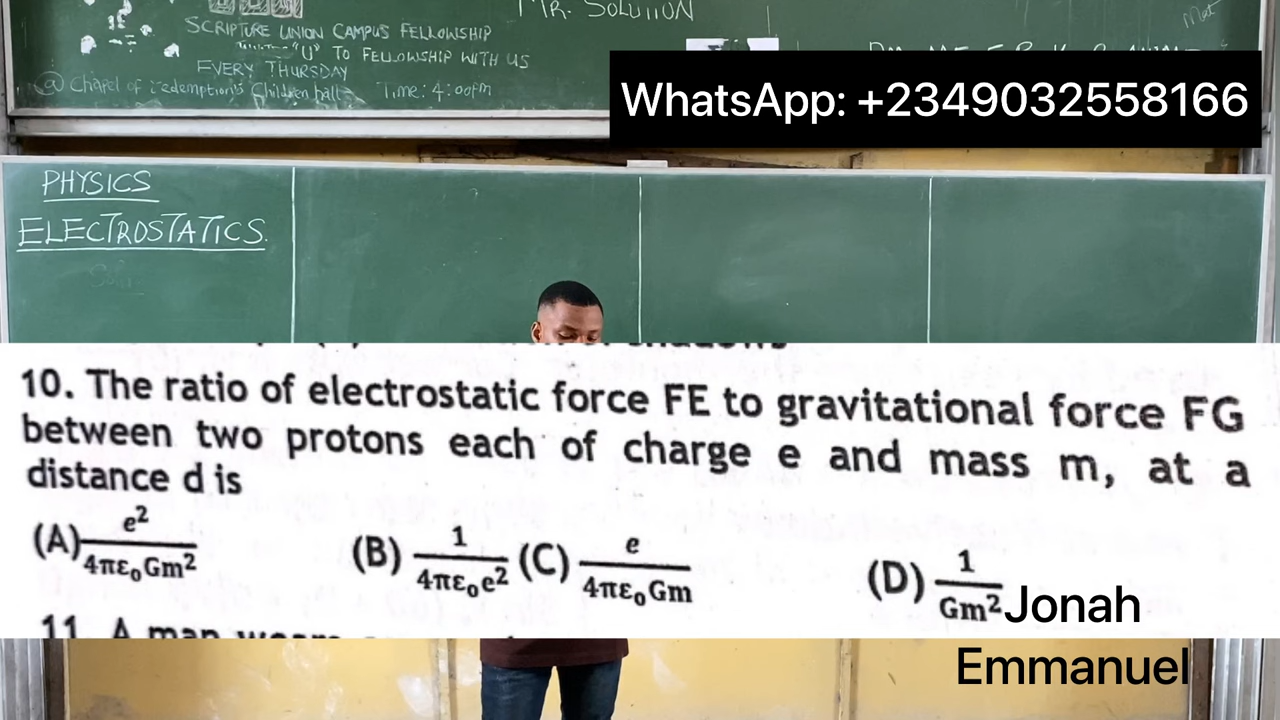 MR. SOLUTION
SCRIPTURE UNION CAMPUS FELLOWSHIP
"U" TO FELLOWSHIP WITH US
EVERY THURSDAY
@ Chapel of redemption's Children hall Time: 4:00pm
WhatsApp: +2349032558166
PHYSICS
ELECTROSTATICS.
10. The ratio of electrostatic force FE to gravitational force FG
between two protons each of charge e and mass m, at a
distance d is
(A) e²/4πε₀Gm² (B) 1/4πε₀e² (C) e/4πε₀Gm (D) 1/Gm²
11. A man
Jonah
Emmanuel